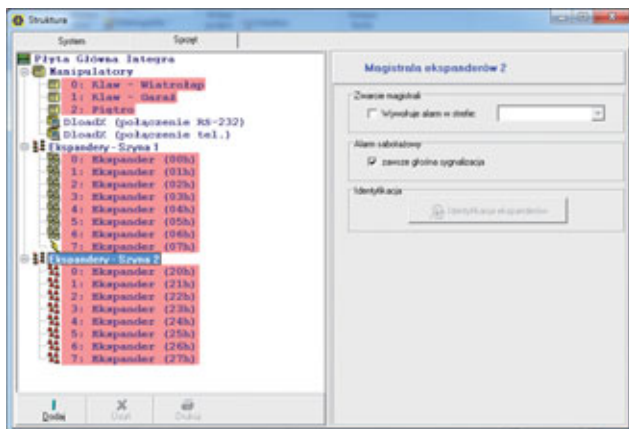 Struktura
System
Sprzęt
Płyta Główna Integra
Manipulatory
0: Klaw - Wiatrołap
1: Klaw - Garaż
2: Piętro
DloadX (połączenie RS-232)
DloadX (połączenie tel.)
Ekspandery - Szyna 1
0: Ekspander (00h)
1: Ekspander (01h)
2: Ekspander (02h)
3: Ekspander (03h)
4: Ekspander (04h)
5: Ekspander (05h)
6: Ekspander (06h)
7: Ekspander (07h)
Ekspandery - Szyna 2
0: Ekspander (20h)
1: Ekspander (21h)
2: Ekspander (22h)
3: Ekspander (23h)
4: Ekspander (24h)
5: Ekspander (25h)
6: Ekspander (26h)
7: Ekspander (27h)
Dodaj
Usuń
Drukuj
Magistrala ekspanderów 2
Zwarcie magistrali
Wywołuje alarm w strefie:
Alarm sabotażowy
zawsze głośna sygnalizacja
Identyfikacja
Identyfikacja ekspanderów